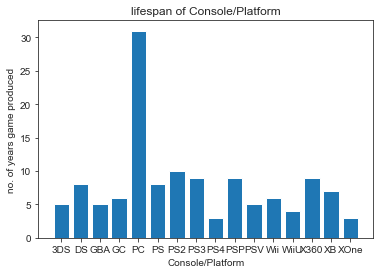 lifespan of Console/Platform
no. of years game produced
30
25
20
15
10
5
0
3DS DS GBA GC PC PS PS2 PS3 PS4 PSP PSV Wii WiiU X360 XB XOne
Console/Platform